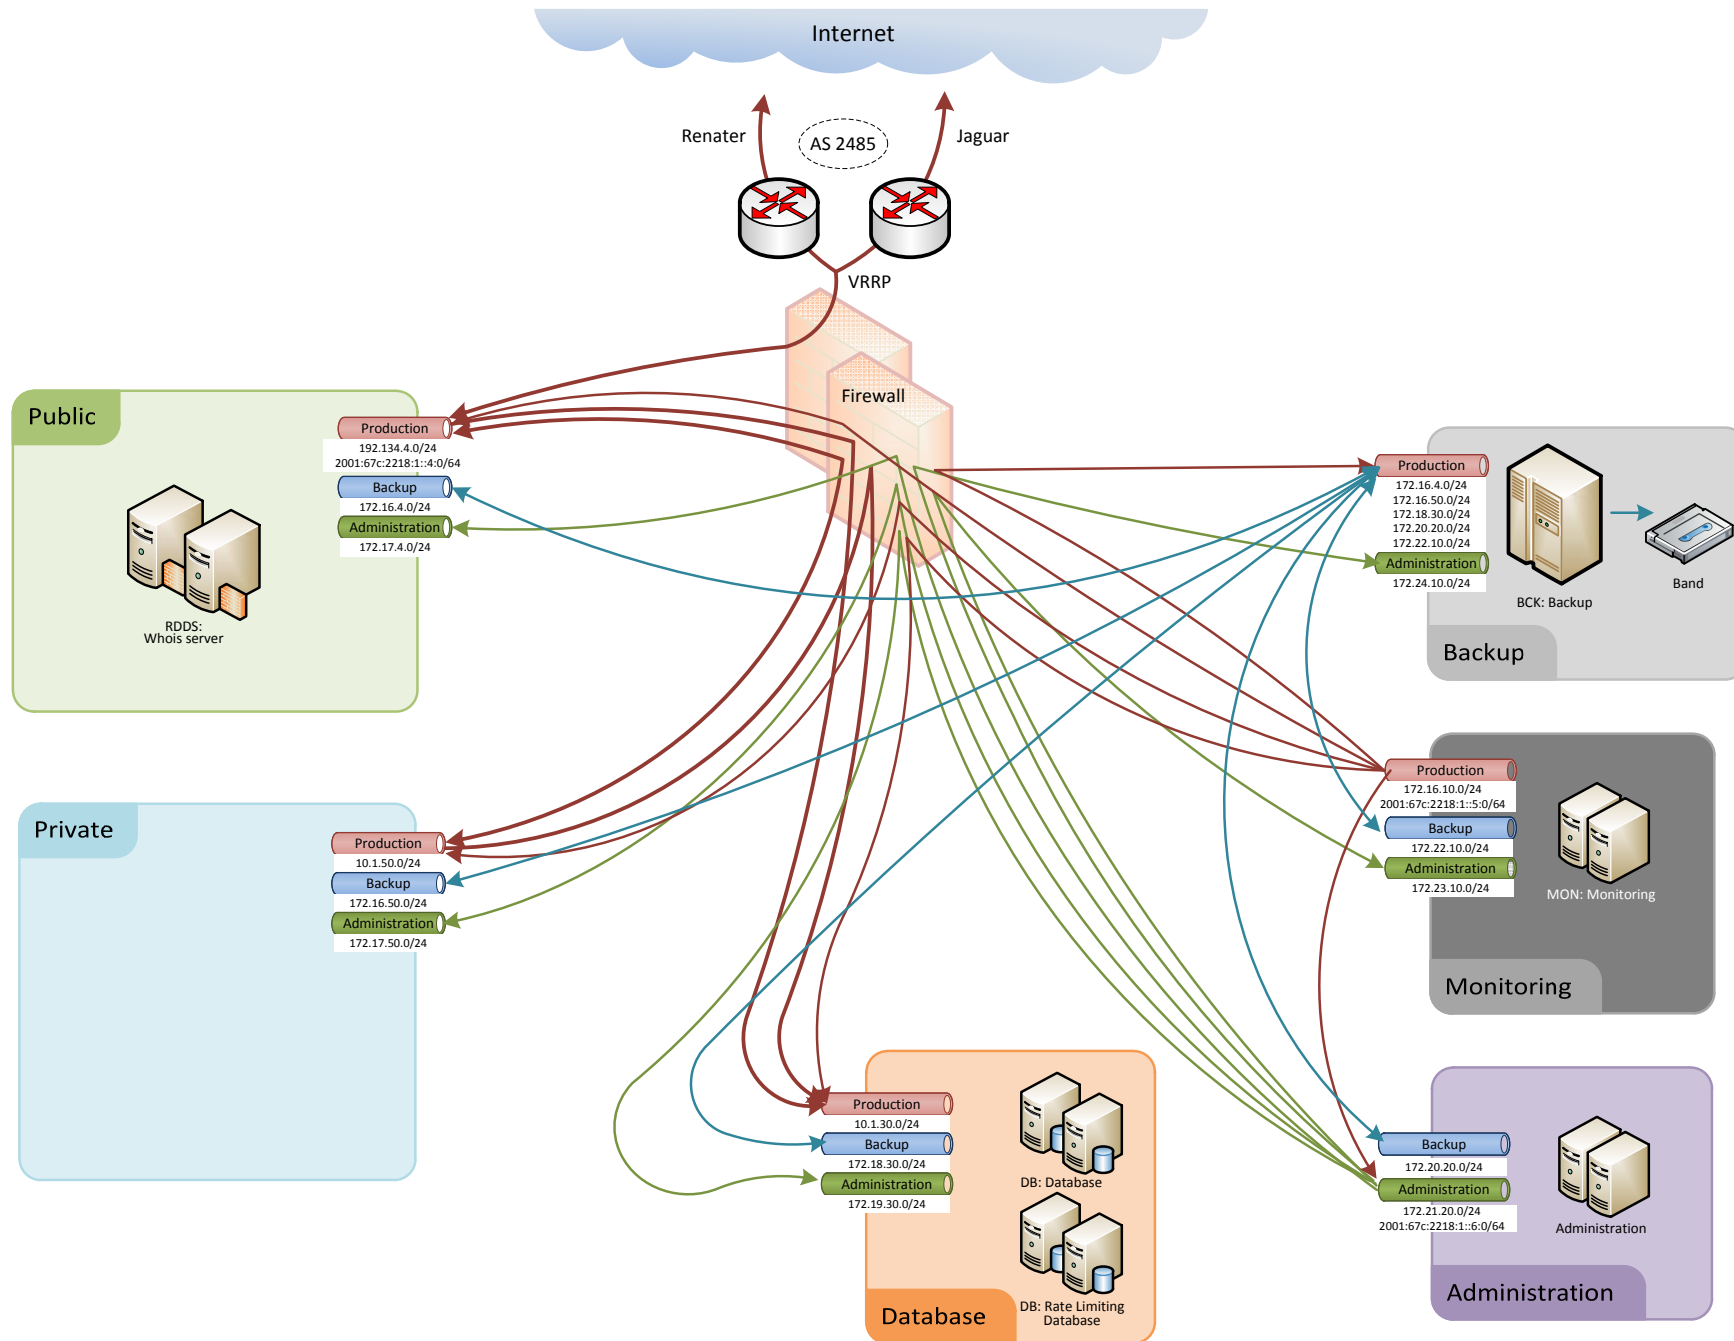 Internet
Renater
AS 2485
Jaguar
VRRP
Firewall
Public
Production
192.134.4.0/24
2001:67c:2218:1::4:0/64
Backup
172.16.4.0/24
Administration
172.17.4.0/24
RDDS:
Whois server
Production
172.16.4.0/24
172.16.50.0/24
172.18.30.0/24
172.20.20.0/24
172.22.10.0/24
Administration
172.24.10.0/24
BCK: Backup
Band
Backup
Private
Production
10.1.50.0/24
Backup
172.16.50.0/24
Administration
172.17.50.0/24
Production
172.16.10.0/24
2001:67c:2218:1::5:0/64
Backup
172.22.10.0/24
Administration
172.23.10.0/24
MON: Monitoring
Monitoring
Production
10.1.30.0/24
Backup
172.18.30.0/24
Administration
172.19.30.0/24
DB: Database
DB: Rate Limiting
Database
Database
Backup
172.20.20.0/24
Administration
172.21.20.0/24
2001:67c:2218:1::6:0/64
Administration
Administration